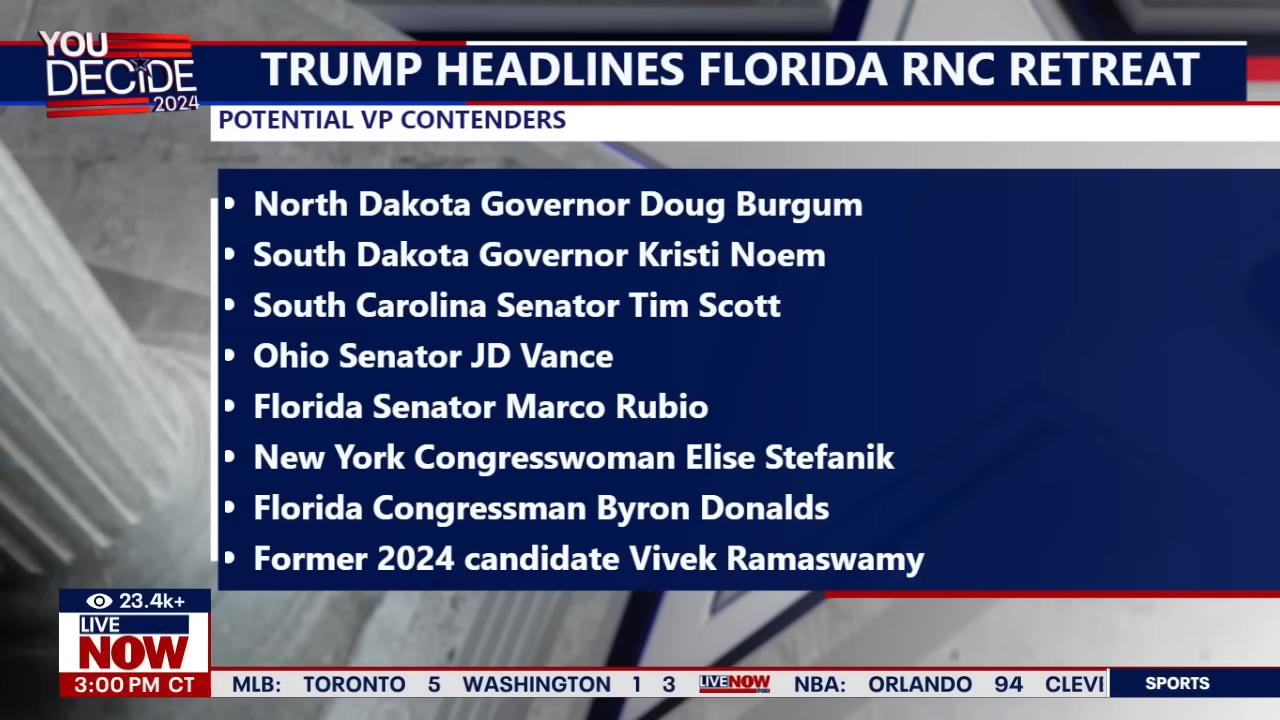 YOU
DECIDE
2024
TRUMP HEADLINES FLORIDA RNC RETREAT
POTENTIAL VP CONTENDERS
• North Dakota Governor Doug Burgum
• South Dakota Governor Kristi Noem
• South Carolina Senator Tim Scott
• Ohio Senator JD Vance
• Florida Senator Marco Rubio
• New York Congresswoman Elise Stefanik
• Florida Congressman Byron Donalds
• Former 2024 candidate Vivek Ramaswamy
23.4k+
LIVE
NOW
3:00 PM CT
MLB: TORONTO 5 WASHINGTON 1 3 LIVENOW FOX NBA: ORLANDO 94 CLEVI SPORTS